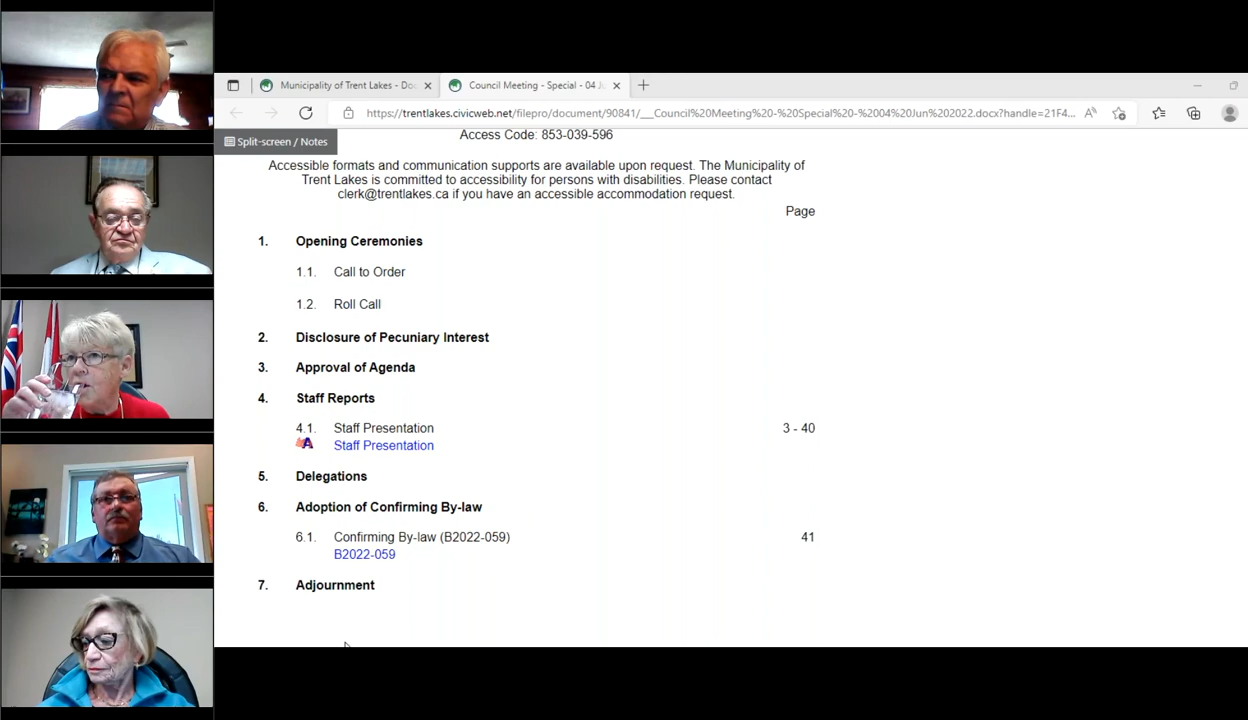 Municipality of Trent Lakes - Doc
Council Meeting - Special - 04 J
https://trentlakes.civicweb.net/filepro/document/90841/__Council%20Meeting%20-%20Special%20-%2004%20Jun%202022.docx?handle=21F4...
Split-screen / Notes
Access Code: 853-039-596
Accessible formats and communication supports are available upon request. The Municipality of
Trent Lakes is committed to accessibility for persons with disabilities. Please contact
clerk@trentlakes.ca if you have an accessible accommodation request.
Page
1. Opening Ceremonies
1.1. Call to Order
1.2. Roll Call
2. Disclosure of Pecuniary Interest
3. Approval of Agenda
4. Staff Reports
4.1. Staff Presentation 3 - 40
Staff Presentation
5. Delegations
6. Adoption of Confirming By-law
6.1. Confirming By-law (B2022-059) 41
B2022-059
7. Adjournment